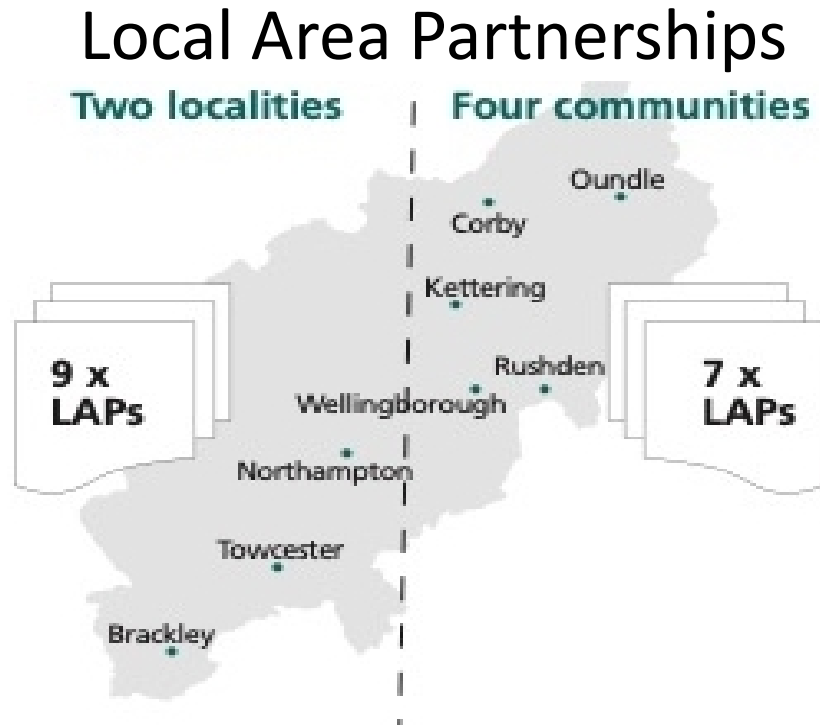 Local Area Partnerships
Two localities
Four communities
Oundle
Corby
Kettering
Rushden
Wellingborough
9 x
LAPs
7 x
LAPs
Northampton
Towcester
Brackley